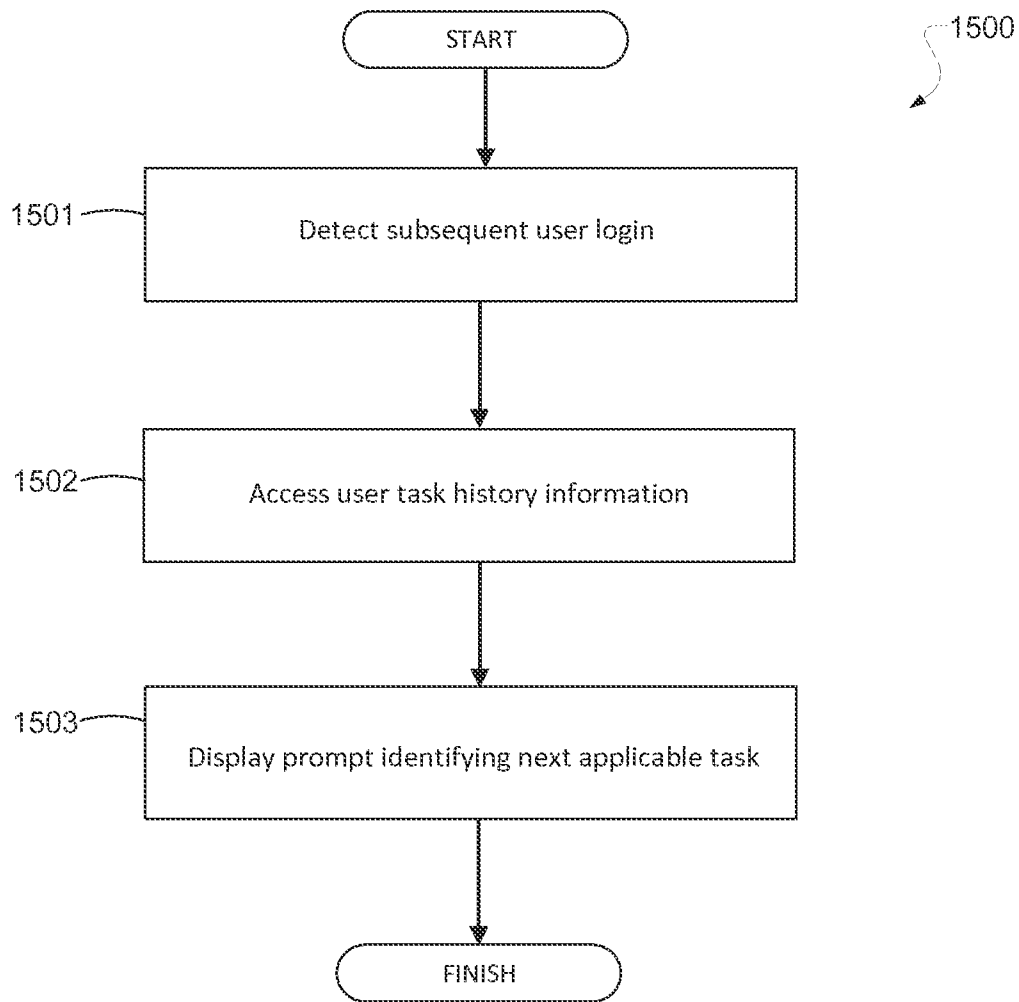 START
1500
1501
Detect subsequent user login
1502
Access user task history information
1503
Display prompt identifying next applicable task
FINISH